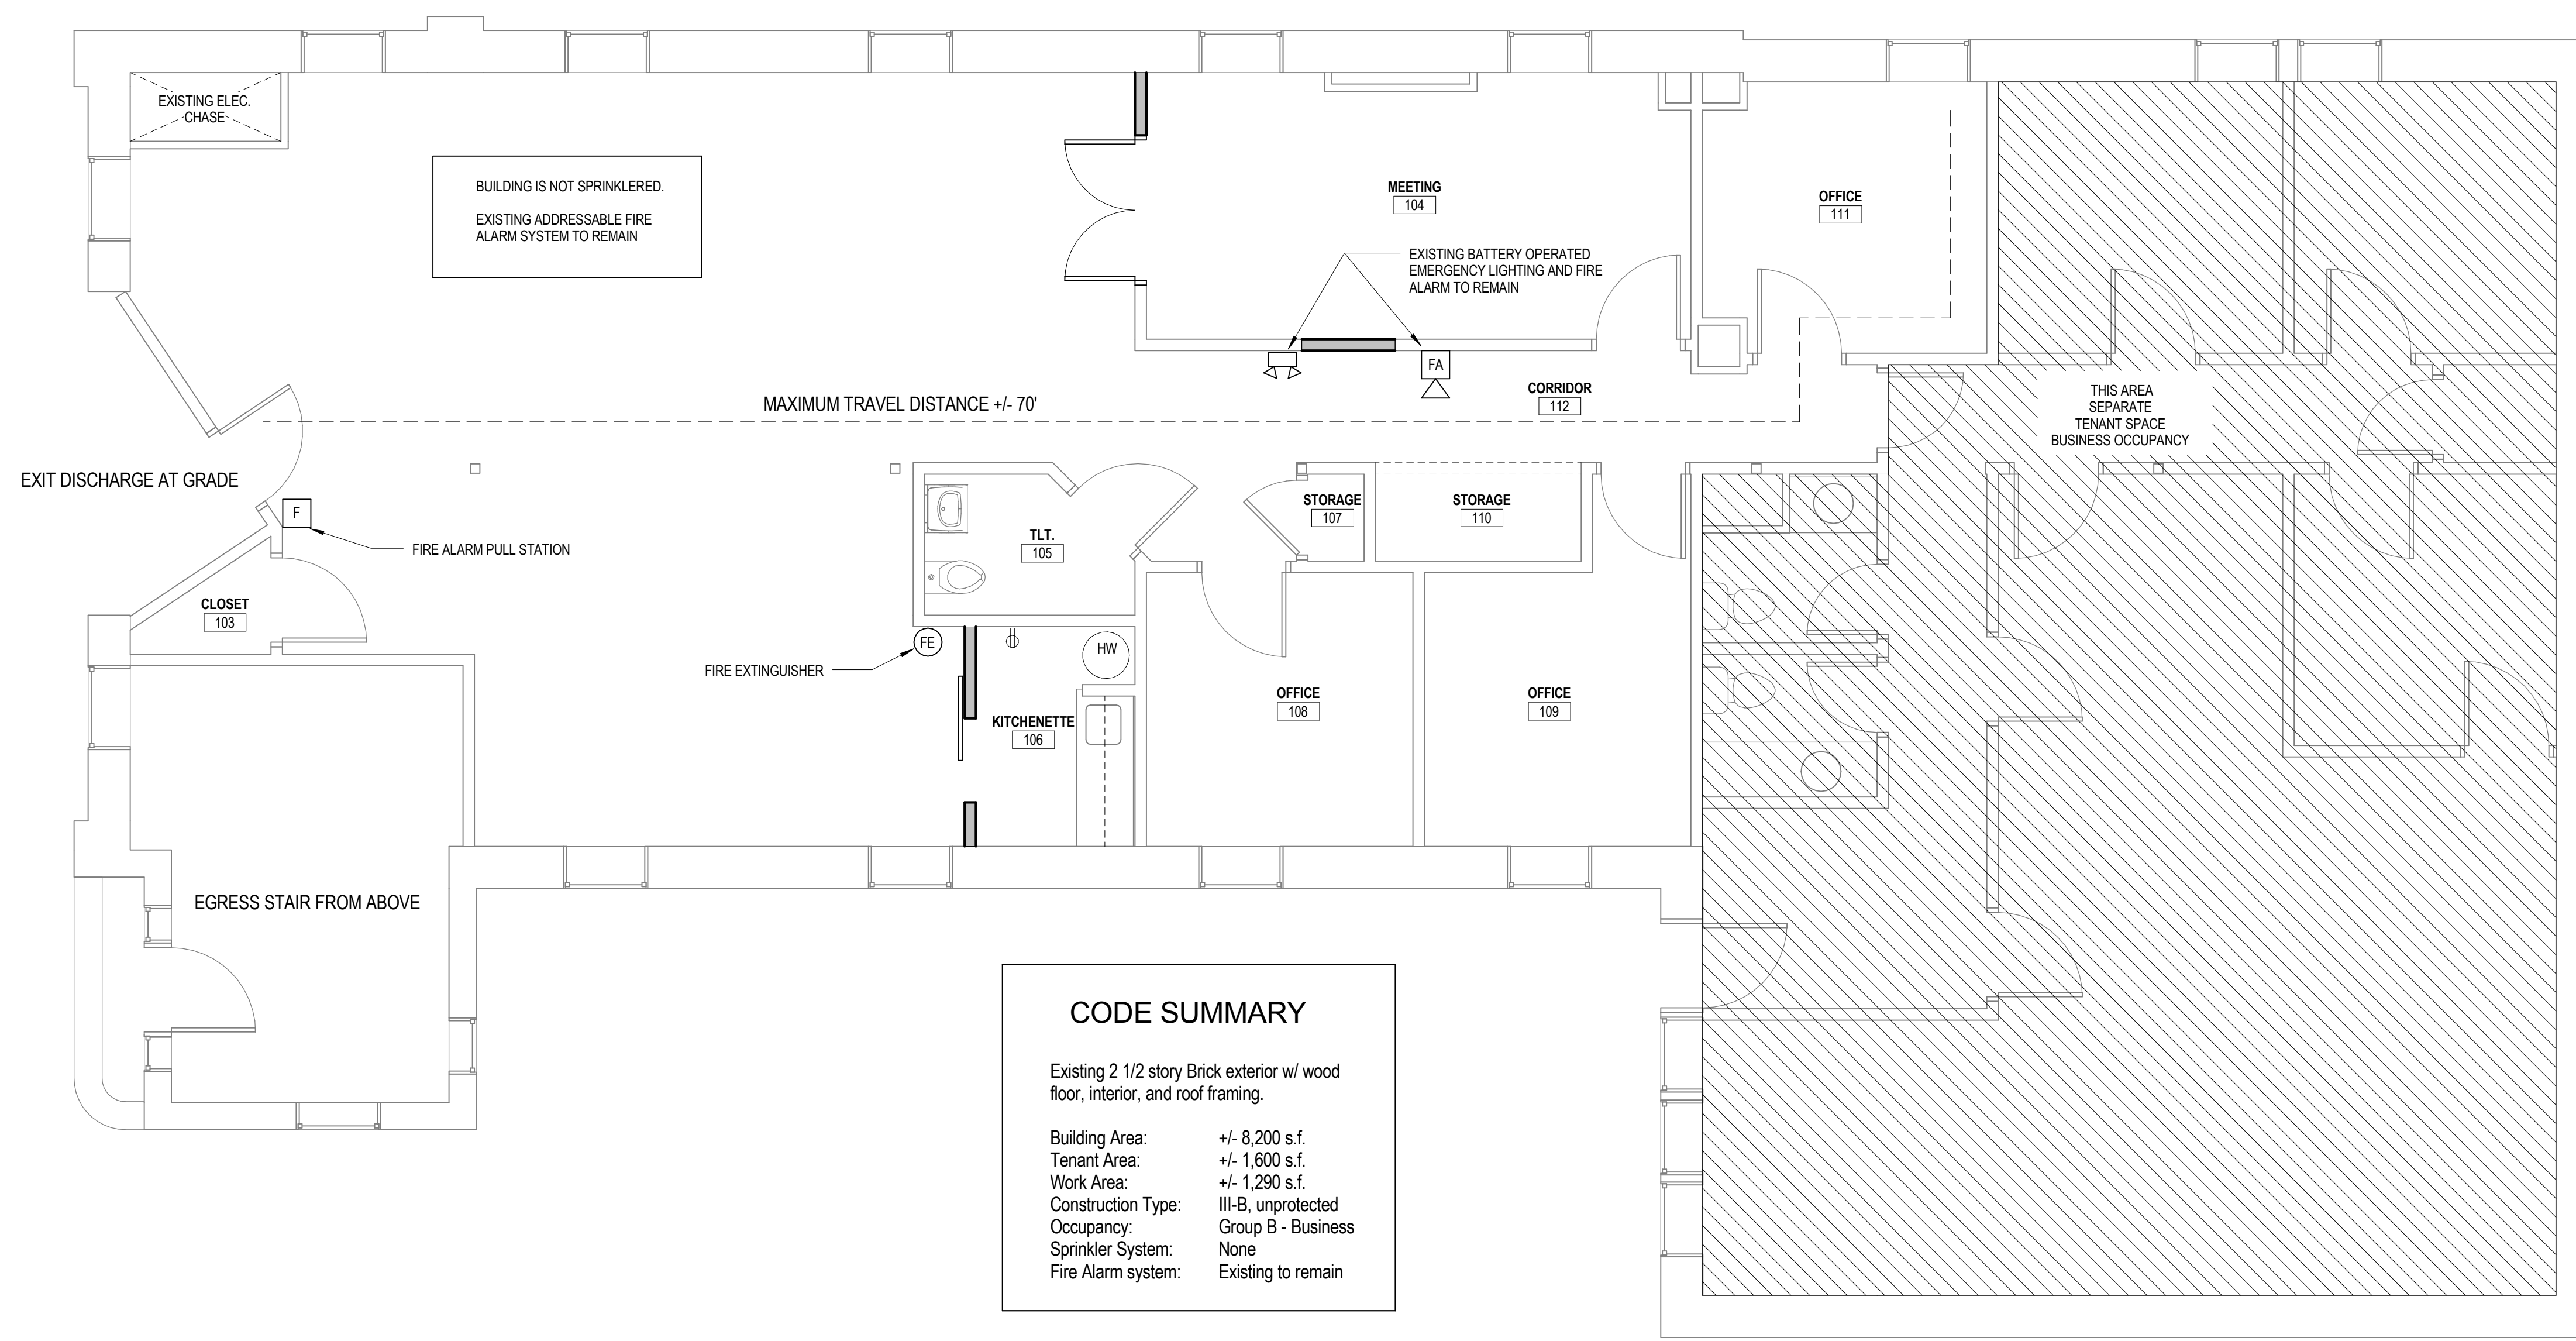 EXISTING ELEC.
CHASE
BUILDING IS NOT SPRINKLERED.
EXISTING ADDRESSABLE FIRE
ALARM SYSTEM TO REMAIN
MEETING
104
OFFICE
111
EXISTING BATTERY OPERATED
EMERGENCY LIGHTING AND FIRE
ALARM TO REMAIN
FA
MAXIMUM TRAVEL DISTANCE +/- 70'
CORRIDOR
112
THIS AREA
SEPARATE
TENANT SPACE
BUSINESS OCCUPANCY
EXIT DISCHARGE AT GRADE
F
FIRE ALARM PULL STATION
STORAGE
107
STORAGE
110
TLT.
105
CLOSET
103
FE
FIRE EXTINGUISHER
HW
KITCHENETTE
106
OFFICE
108
OFFICE
109
EGRESS STAIR FROM ABOVE
CODE SUMMARY
Existing 2 1/2 story Brick exterior w/ wood
floor, interior, and roof framing.
Building Area: +/- 8,200 s.f.
Tenant Area: +/- 1,600 s.f.
Work Area: +/- 1,290 s.f.
Construction Type: III-B, unprotected
Occupancy: Group B - Business
Sprinkler System: None
Fire Alarm system: Existing to remain